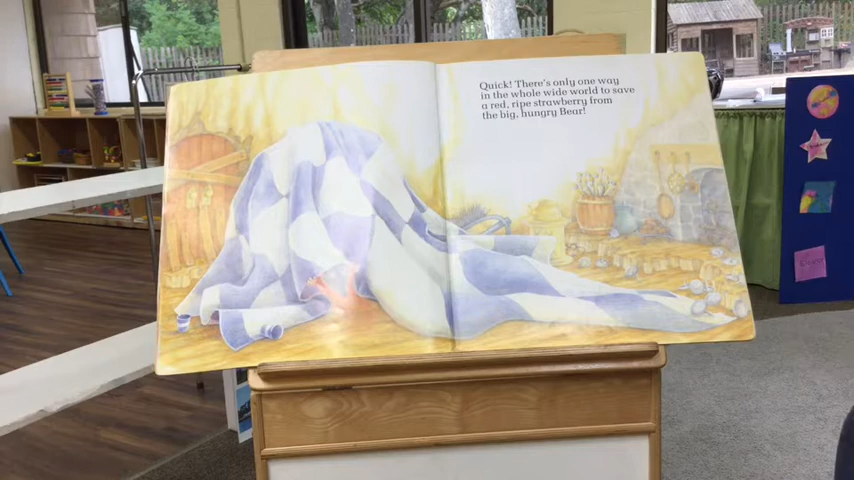 Quick! There's only one way
in the whole wide world to save
a red, ripe strawberry from
the big, hungry Bear!